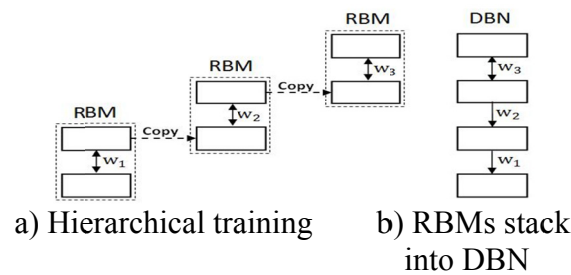 RBM
DBN
RBM
w₃
w₃
RBM
Copy
w₂
w₂
Copy
w₁
w₁
a) Hierarchical training
b) RBMs stack
into DBN